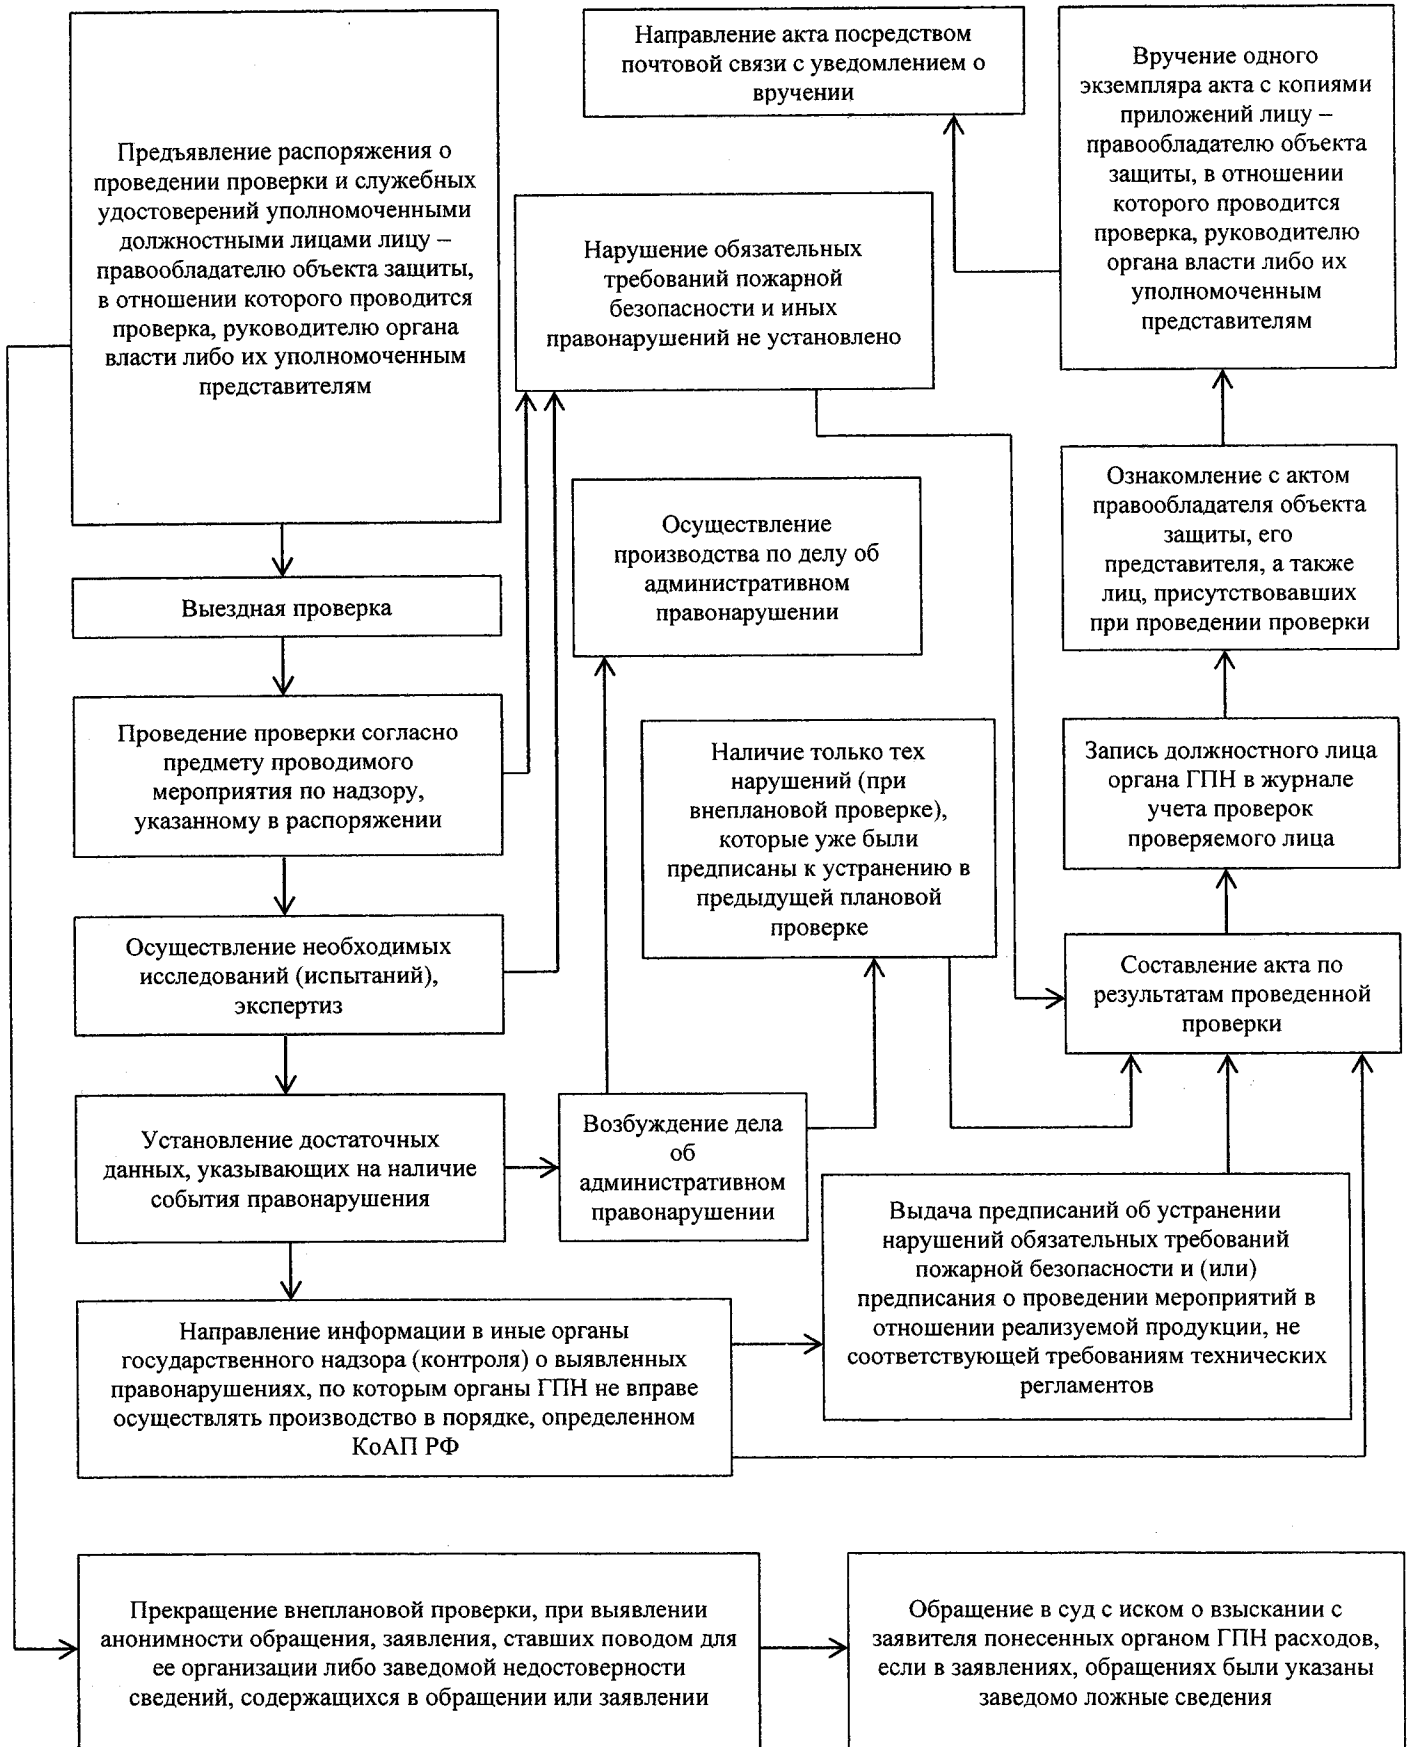 Предъявление распоряжения о
проведении проверки и служебных
удостоверений уполномоченными
должностными лицами лицу –
правообладателю объекта защиты,
в отношении которого проводится
проверка, руководителю органа
власти либо их уполномоченным
представителям
Направление акта посредством
почтовой связи с уведомлением о
вручении
Вручение одного
экземпляра акта с копиями
приложений лицу –
правообладателю объекта
защиты, в отношении
которого проводится
проверка, руководителю
органа власти либо их
уполномоченным
представителям
Нарушение обязательных
требований пожарной
безопасности и иных
правонарушений не установлено
Осуществление
производства по делу об
административном
правонарушении
Ознакомление с актом
правообладателя объекта
защиты, его
представителя, а также
лиц, присутствовавших
при проведении проверки
Выездная проверка
Проведение проверки согласно
предмету проводимого
мероприятия по надзору,
указанному в распоряжении
Наличие только тех
нарушений (при
внеплановой проверке),
которые уже были
предписаны к устранению в
предыдущей плановой
проверке
Запись должностного лица
органа ГПН в журнале
учета проверок
проверяемого лица
Осуществление необходимых
исследований (испытаний),
экспертиз
Составление акта по
результатам проведенной
проверки
Установление достаточных
данных, указывающих на наличие
события правонарушения
Возбуждение дела
об
административном
правонарушении
Выдача предписаний об устранении
нарушений обязательных требований
пожарной безопасности и (или)
предписания о проведении мероприятий в
отношении реализуемой продукции, не
соответствующей требованиям технических
регламентов
Направление информации в иные органы
государственного надзора (контроля) о выявленных
правонарушениях, по которым органы ГПН не вправе
осуществлять производство в порядке, определенном
КоАП РФ
Прекращение внеплановой проверки, при выявлении
анонимности обращения, заявления, ставших поводом для
ее организации либо заведомой недостоверности
сведений, содержащихся в обращении или заявлении
Обращение в суд с иском о взыскании с
заявителя понесенных органом ГПН расходов,
если в заявлениях, обращениях были указаны
заведомо ложные сведения